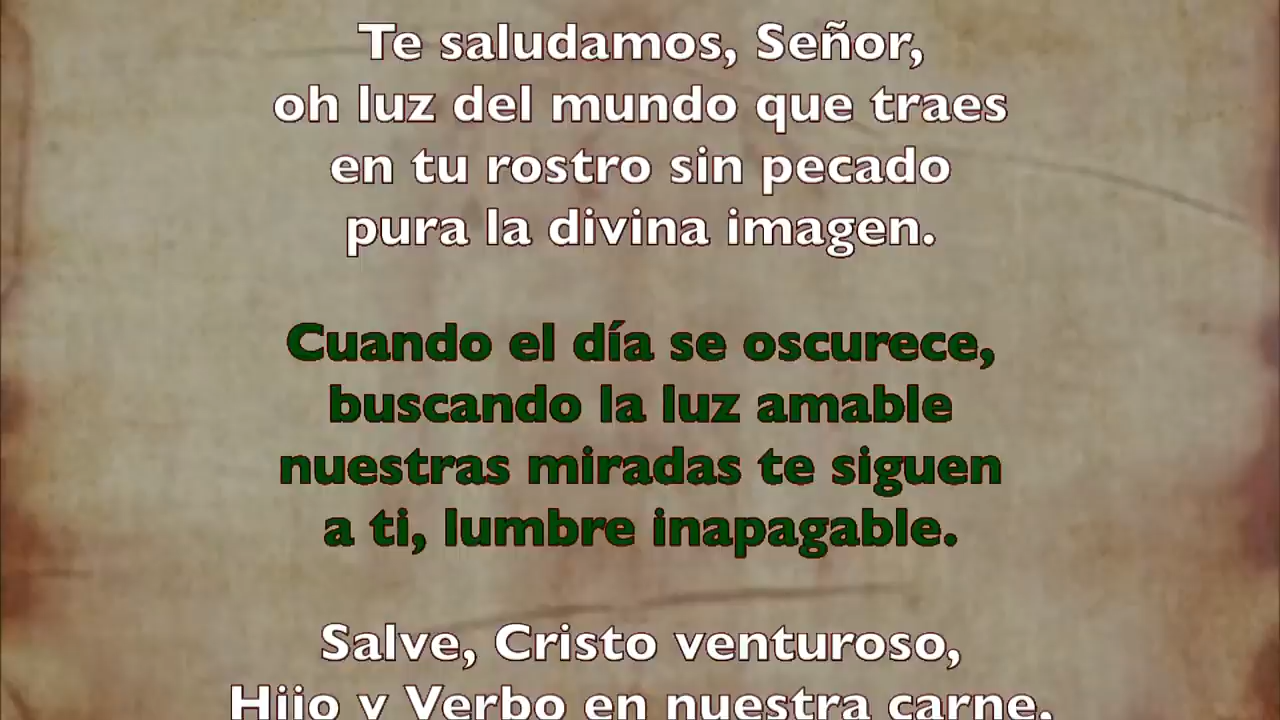 Te saludamos, Señor,
oh luz del mundo que traes
en tu rostro sin pecado
pura la divina imagen.
Cuando el día se oscurece,
buscando la luz amable
nuestras miradas te siguen
a ti, lumbre inapagable.
Salve, Cristo venturoso,
Hijo y Verbo en nuestra carne,